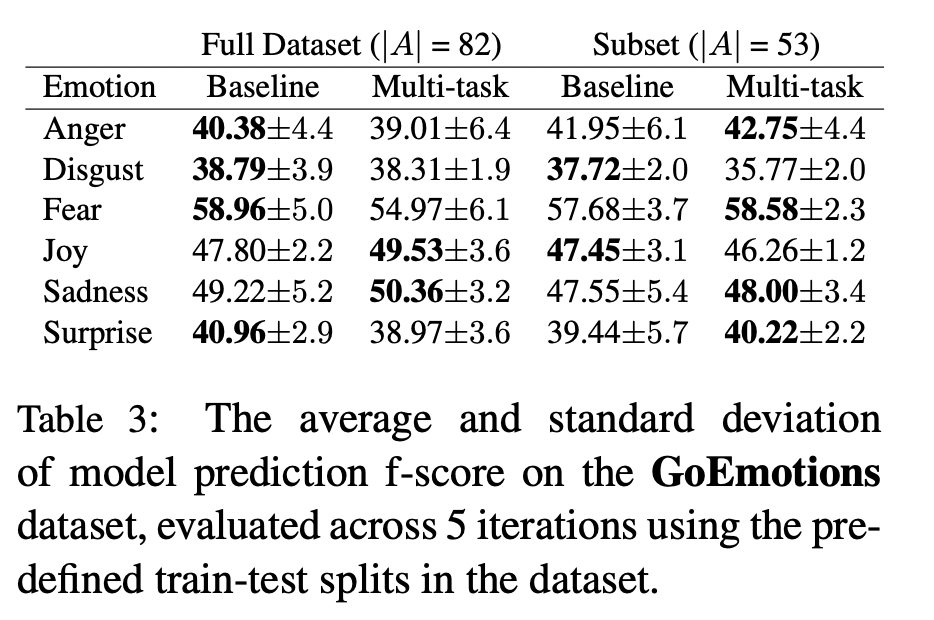 Full Dataset (|A| = 82) Subset (|A| = 53)
Emotion Baseline Multi-task Baseline Multi-task
Anger 40.38±4.4 39.01±6.4 41.95±6.1 42.75±4.4
Disgust 38.79±3.9 38.31±1.9 37.72±2.0 35.77±2.0
Fear 58.96±5.0 54.97±6.1 57.68±3.7 58.58±2.3
Joy 47.80±2.2 49.53±3.6 47.45±3.1 46.26±1.2
Sadness 49.22±5.2 50.36±3.2 47.55±5.4 48.00±3.4
Surprise 40.96±2.9 38.97±3.6 39.44±5.7 40.22±2.2
Table 3: The average and standard deviation
of model prediction f-score on the GoEmotions
dataset, evaluated across 5 iterations using the pre-
defined train-test splits in the dataset.